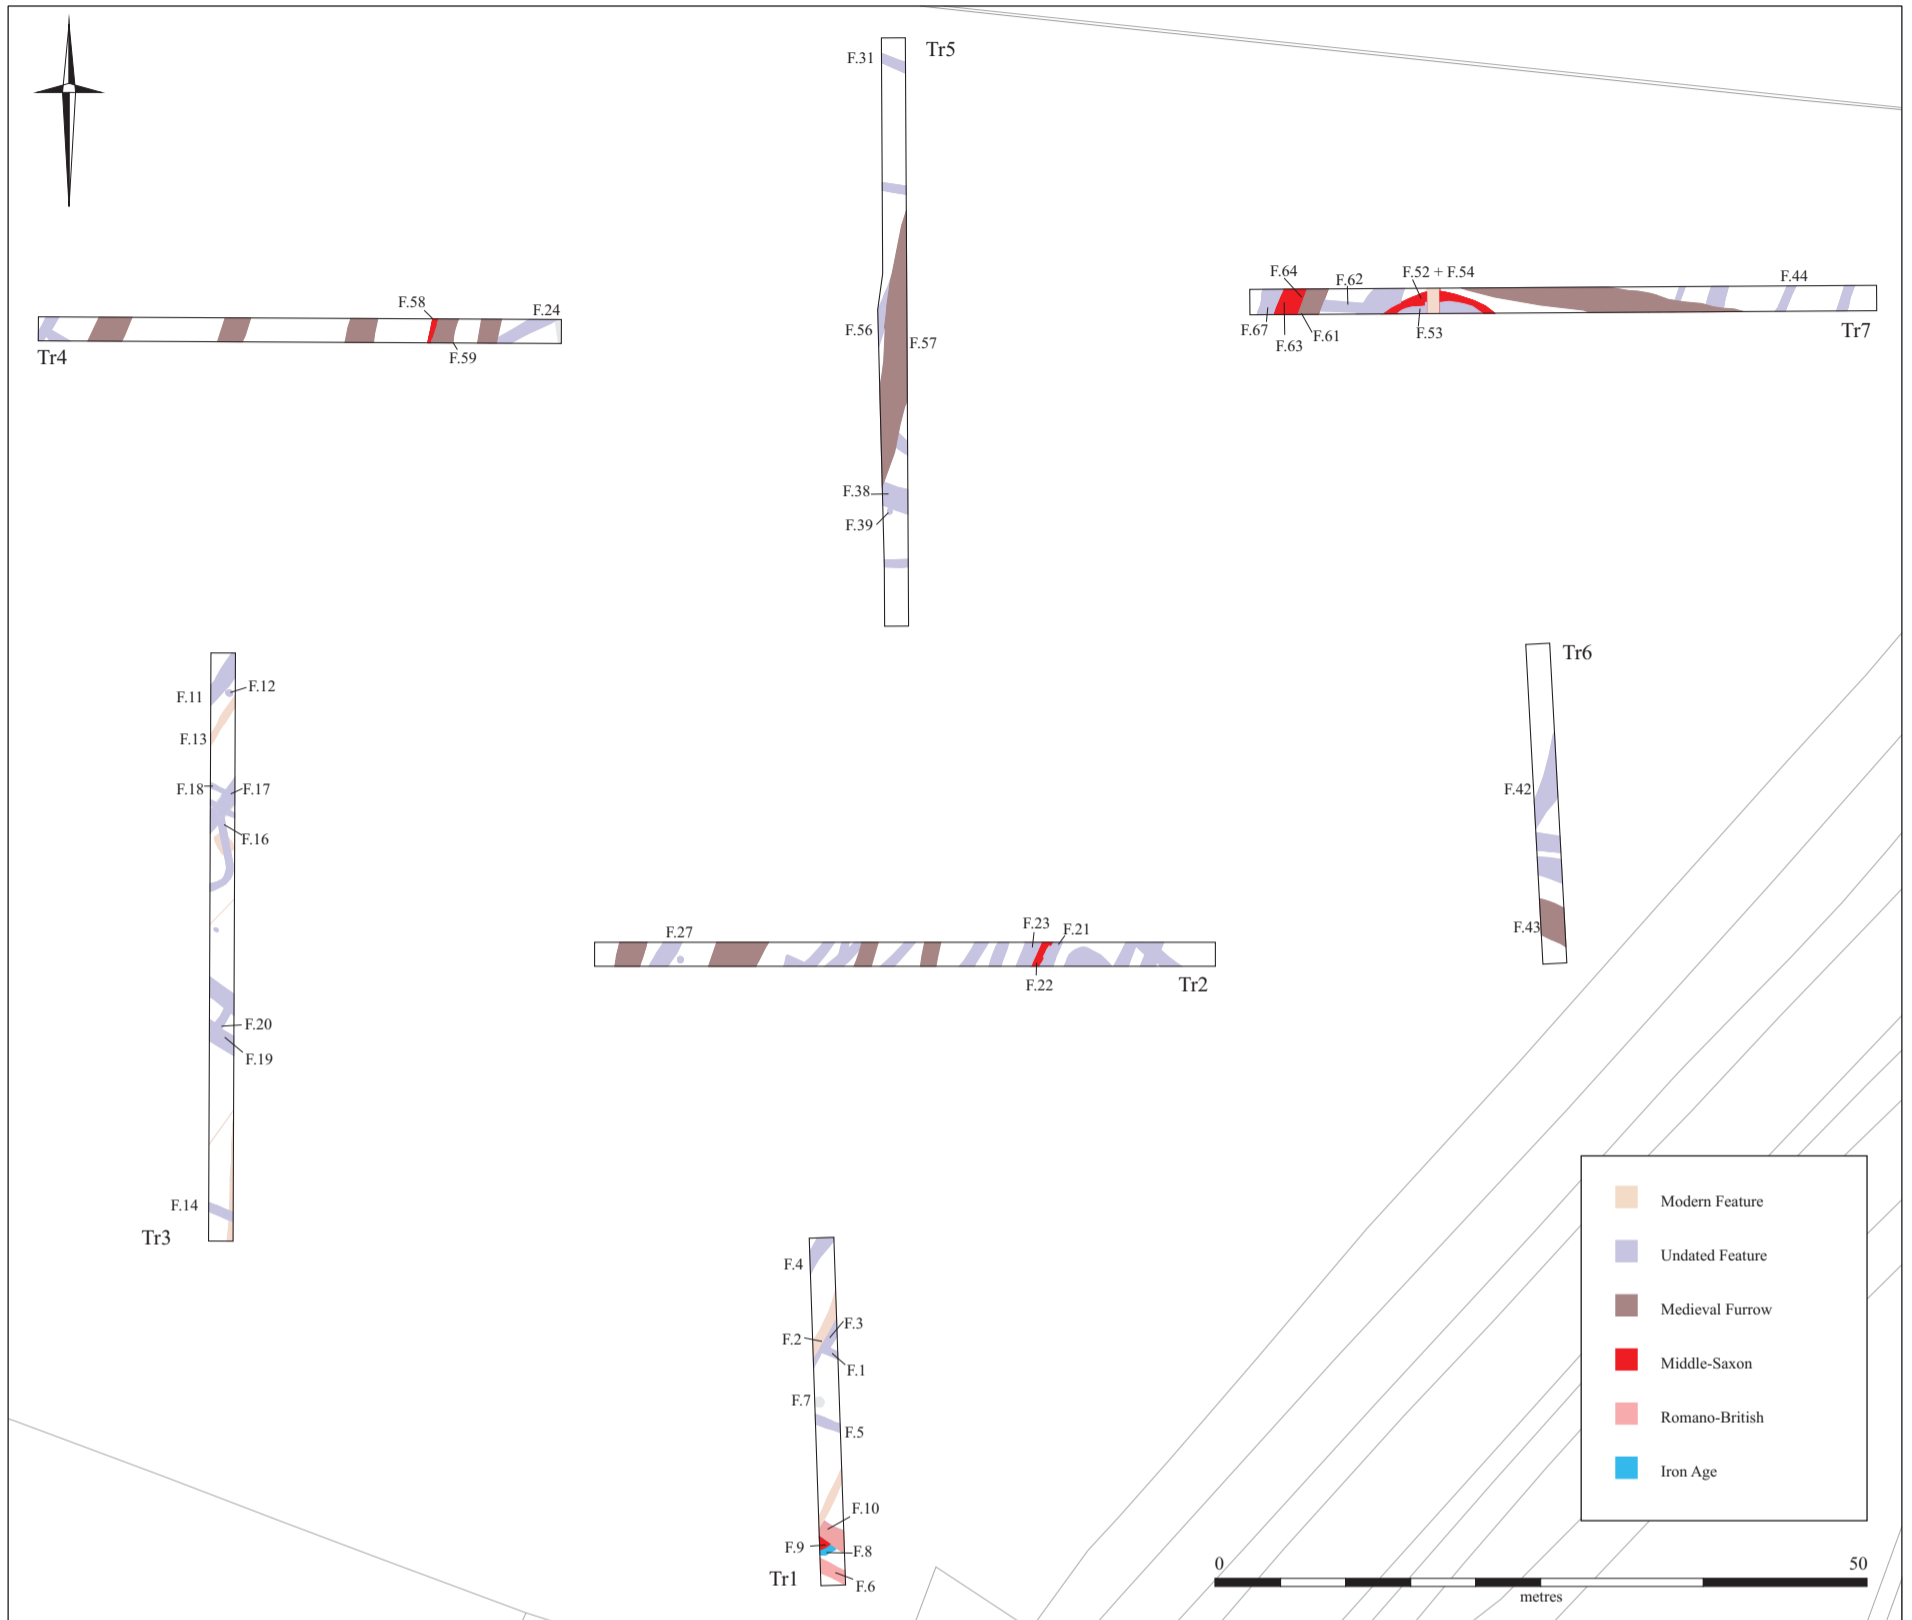 Tr5
F.31
F.56
F.57
F.38
F.39
F.58
F.24
Tr4
F.59
F.64
F.62
F.52 + F.54
F.44
F.67
F.63
F.61
F.53
Tr7
F.11
F.12
F.13
F.18
F.17
F.16
F.20
F.19
F.14
Tr3
Tr6
F.42
F.43
F.27
F.23
F.21
F.22
Tr2
F.4
F.3
F.2
F.1
F.7
F.5
F.10
F.9
F.8
Tr1
F.6
Modern Feature
Undated Feature
Medieval Furrow
Middle-Saxon
Romano-British
Iron Age
0
50
metres